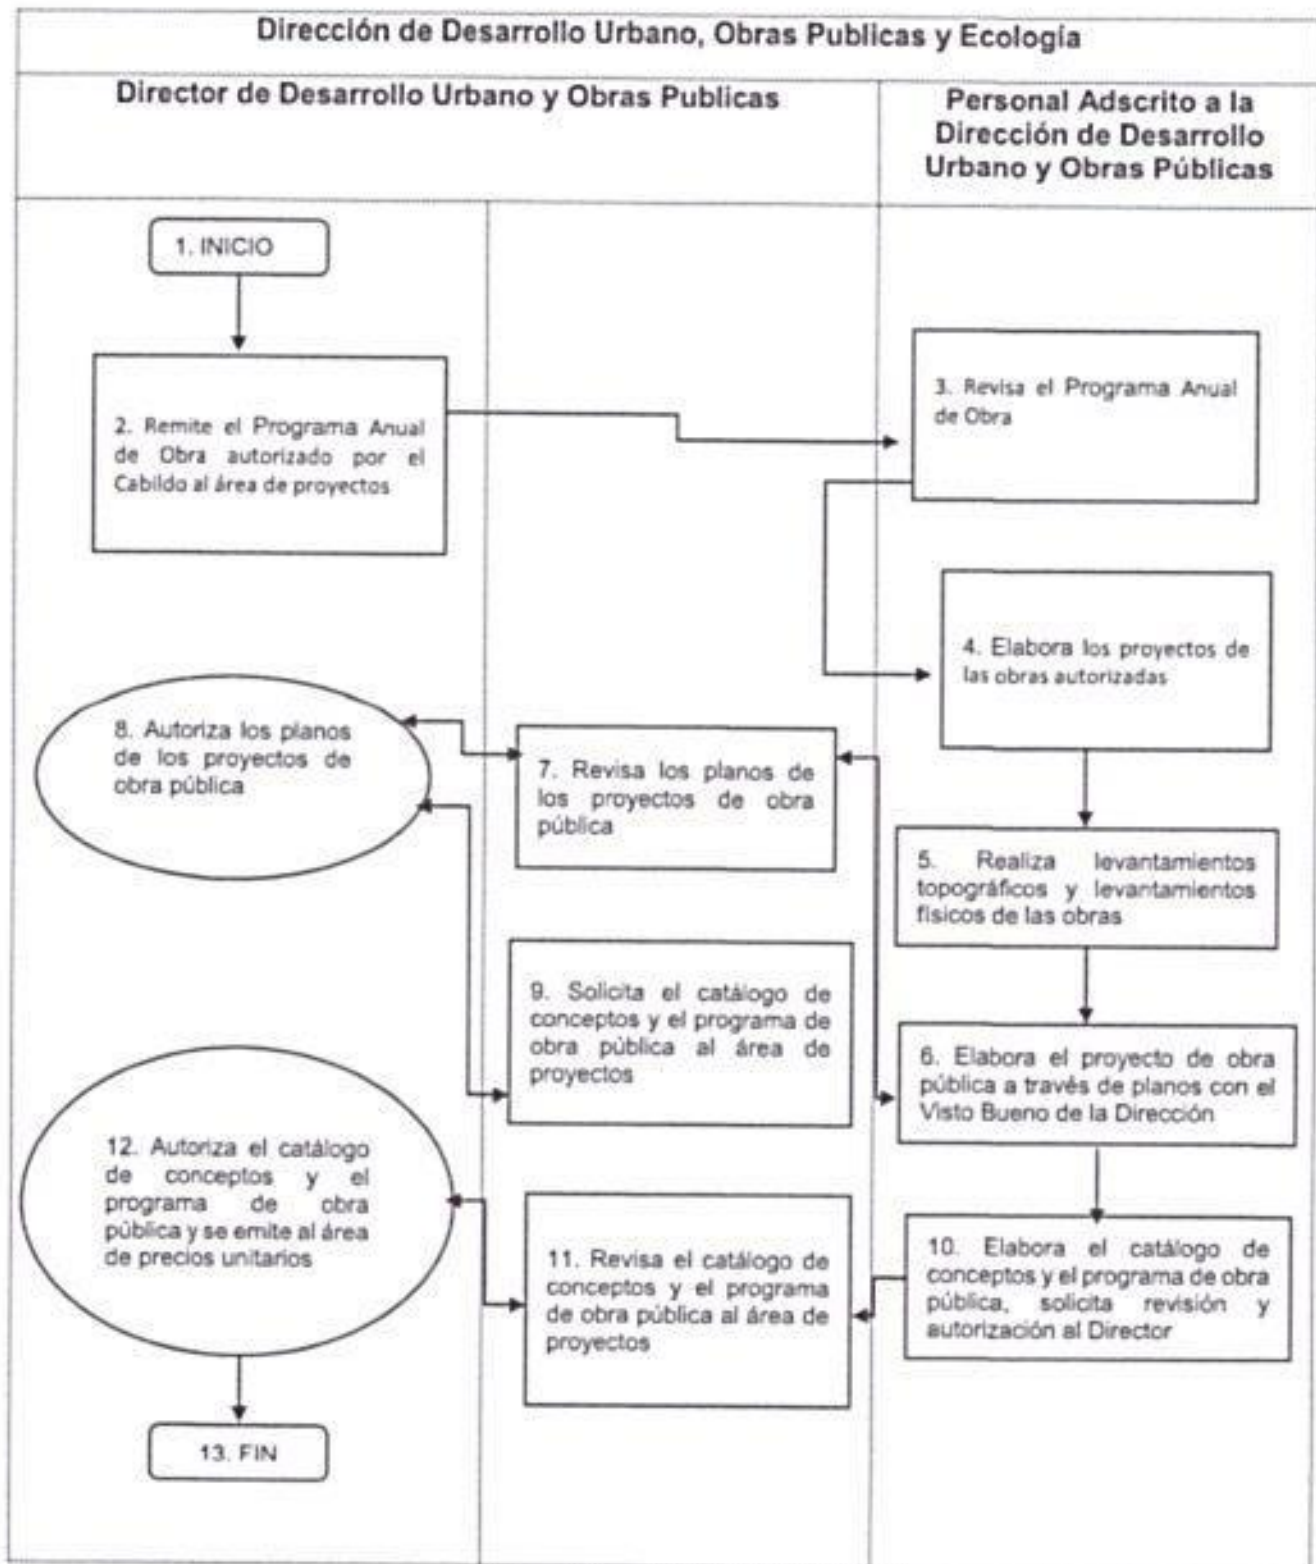 Dirección de Desarrollo Urbano, Obras Publicas y Ecología
Director de Desarrollo Urbano y Obras Publicas
Personal Adscrito a la
Dirección de Desarrollo
Urbano y Obras Públicas
1. INICIO
2. Remite el Programa Anual
de Obra autorizado por el
Cabildo al área de proyectos
3. Revisa el Programa Anual
de Obra
4. Elabora los proyectos de
las obras autorizadas
5. Realiza levantamientos
topográficos y levantamientos
físicos de las obras
6. Elabora el proyecto de obra
pública a través de planos con el
Visto Bueno de la Dirección
7. Revisa los planos de
los proyectos de obra
pública
8. Autoriza los planos
de los proyectos de
obra pública
9. Solicita el catálogo de
conceptos y el programa de
obra pública al área de
proyectos
10. Elabora el catálogo de
conceptos y el programa de obra
pública, solicita revisión y
autorización al Director
11. Revisa el catálogo de
conceptos y el programa
de obra pública al área de
proyectos
12. Autoriza el catálogo
de conceptos y el
programa de obra
pública y se emite al área
de precios unitarios
13. FIN